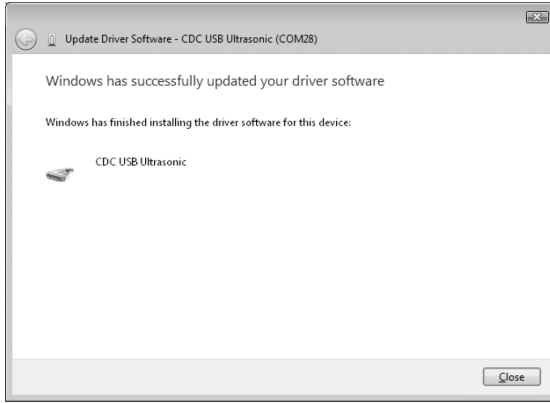 Update Driver Software - CDC USB Ultrasonic (COM28)
Windows has successfully updated your driver software
Windows has finished installing the driver software for this device:
CDC USB Ultrasonic
Close